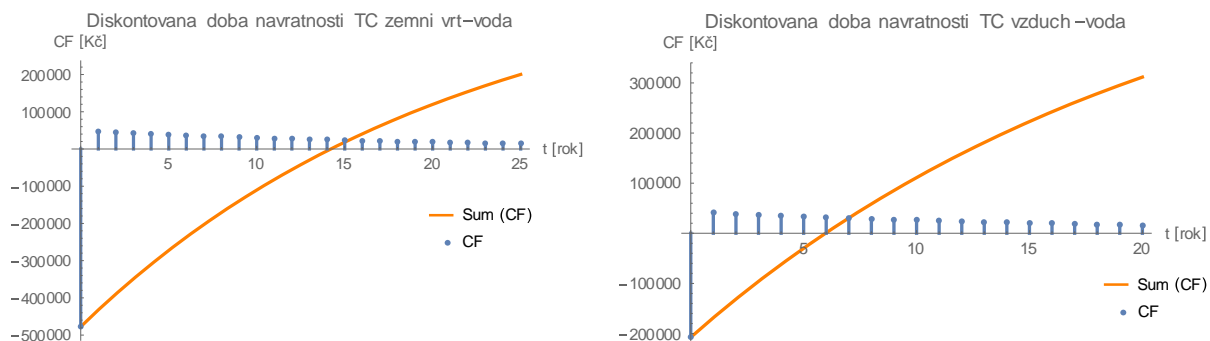 Diskontovana doba navratnosti TC zemni vrt-voda
CF [Kč]
200000
100000
5
10
15
20
25
t [rok]
-100000
-200000
-300000
-400000
-500000
Sum (CF)
CF
Diskontovana doba navratnosti TC vzduch-voda
CF [Kč]
300000
200000
100000
5
10
15
20
t [rok]
-100000
-200000
Sum (CF)
CF